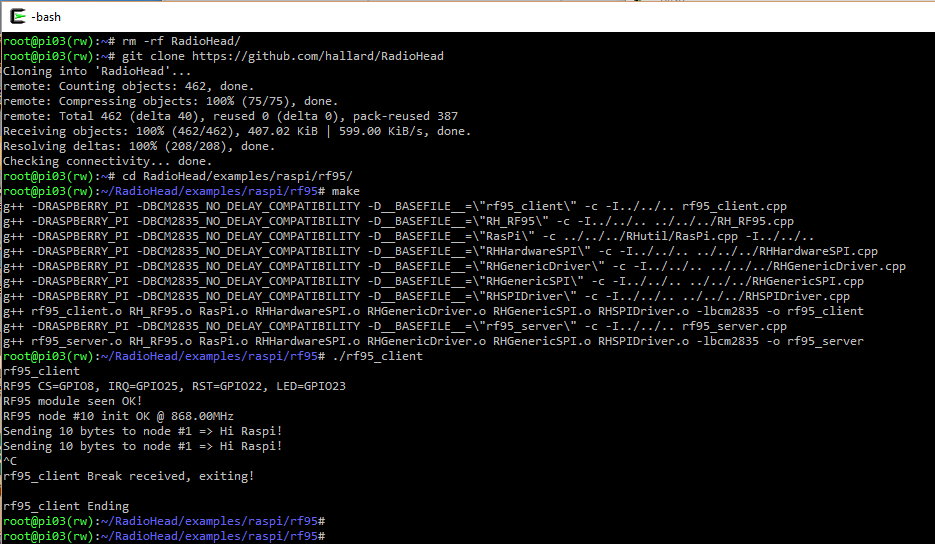 -bash
root@pi03(rw):~# rm -rf RadioHead/
root@pi03(rw):~# git clone https://github.com/hallard/RadioHead
Cloning into 'RadioHead'...
remote: Counting objects: 462, done.
remote: Compressing objects: 100% (75/75), done.
remote: Total 462 (delta 40), reused 0 (delta 0), pack-reused 387
Receiving objects: 100% (462/462), 407.02 KiB | 599.00 KiB/s, done.
Resolving deltas: 100% (208/208), done.
Checking connectivity... done.
root@pi03(rw):~# cd RadioHead/examples/raspi/rf95/
root@pi03(rw):~/RadioHead/examples/raspi/rf95# make
g++ -DRASPBERRY_PI -DBCM2835_NO_DELAY_COMPATIBILITY -D__BASEFILE__=\"rf95_client\" -c -I../../.. rf95_client.cpp
g++ -DRASPBERRY_PI -DBCM2835_NO_DELAY_COMPATIBILITY -D__BASEFILE__=\"RH_RF95\" -c -I../../.. ../../../RH_RF95.cpp
g++ -DRASPBERRY_PI -DBCM2835_NO_DELAY_COMPATIBILITY -D__BASEFILE__=\"RasPi\" -c ../../../RHutil/RasPi.cpp -I../../..
g++ -DRASPBERRY_PI -DBCM2835_NO_DELAY_COMPATIBILITY -D__BASEFILE__=\"RHHardwareSPI\" -c -I../../.. ../../../RHHardwareSPI.cpp
g++ -DRASPBERRY_PI -DBCM2835_NO_DELAY_COMPATIBILITY -D__BASEFILE__=\"RHGenericDriver\" -c -I../../.. ../../../RHGenericDriver.cpp
g++ -DRASPBERRY_PI -DBCM2835_NO_DELAY_COMPATIBILITY -D__BASEFILE__=\"RHGenericSPI\" -c -I../../.. ../../../RHGenericSPI.cpp
g++ -DRASPBERRY_PI -DBCM2835_NO_DELAY_COMPATIBILITY -D__BASEFILE__=\"RHSPIDriver\" -c -I../../.. ../../../RHSPIDriver.cpp
g++ rf95_client.o RH_RF95.o RasPi.o RHHardwareSPI.o RHGenericDriver.o RHGenericSPI.o RHSPIDriver.o -lbcm2835 -o rf95_client
g++ -DRASPBERRY_PI -DBCM2835_NO_DELAY_COMPATIBILITY -D__BASEFILE__=\"rf95_server\" -c -I../../.. rf95_server.cpp
g++ rf95_server.o RH_RF95.o RasPi.o RHHardwareSPI.o RHGenericDriver.o RHGenericSPI.o RHSPIDriver.o -lbcm2835 -o rf95_server
root@pi03(rw):~/RadioHead/examples/raspi/rf95# ./rf95_client
rf95_client
RF95 CS=GPIO8, IRQ=GPIO25, RST=GPIO22, LED=GPIO23
RF95 module seen OK!
RF95 node #10 init OK @ 868.00MHz
Sending 10 bytes to node #1 => Hi Raspi!
Sending 10 bytes to node #1 => Hi Raspi!
^C
rf95_client Break received, exiting!
rf95_client Ending
root@pi03(rw):~/RadioHead/examples/raspi/rf95#
root@pi03(rw):~/RadioHead/examples/raspi/rf95#